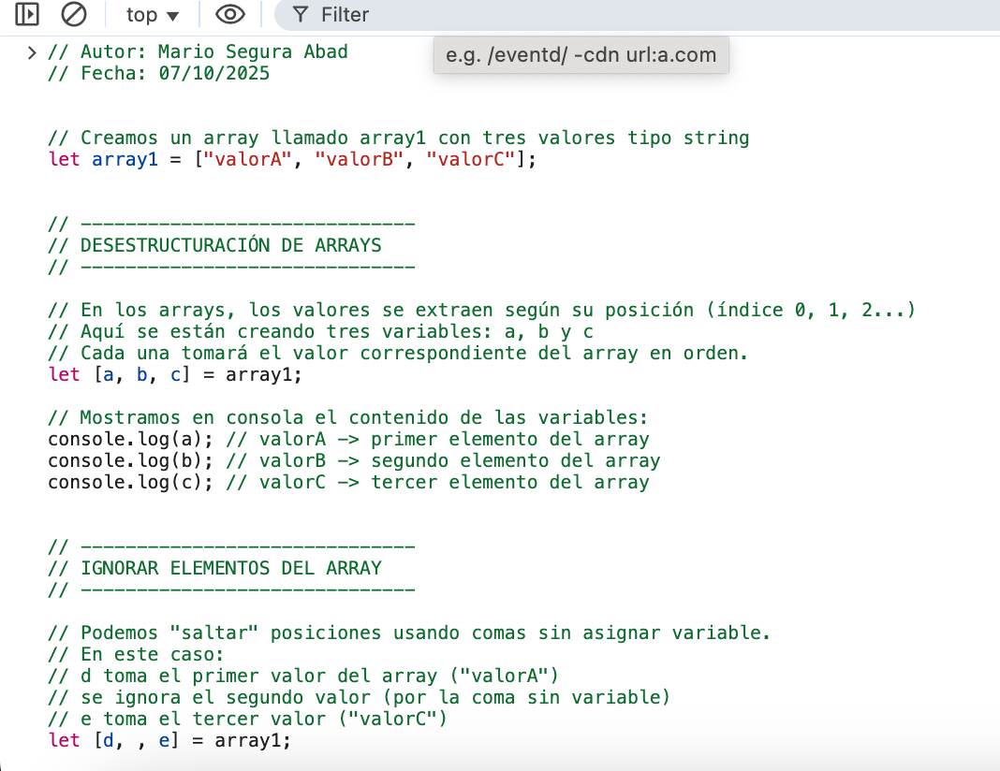 top ▼
Filter
e.g. /eventd/ -cdn url:a.com
> // Autor: Mario Segura Abad
// Fecha: 07/10/2025
// Creamos un array llamado array1 con tres valores tipo string
let array1 = ["valorA", "valorB", "valorC"];
// ------------------------------
// DESESTRUCTURACIÓN DE ARRAYS
// ------------------------------
// En los arrays, los valores se extraen según su posición (índice 0, 1, 2...)
// Aquí se están creando tres variables: a, b y c
// Cada una tomará el valor correspondiente del array en orden.
let [a, b, c] = array1;
// Mostramos en consola el contenido de las variables:
console.log(a); // valorA -> primer elemento del array
console.log(b); // valorB -> segundo elemento del array
console.log(c); // valorC -> tercer elemento del array
// ------------------------------
// IGNORAR ELEMENTOS DEL ARRAY
// ------------------------------
// Podemos "saltar" posiciones usando comas sin asignar variable.
// En este caso:
// d toma el primer valor del array ("valorA")
// se ignora el segundo valor (por la coma sin variable)
// e toma el tercer valor ("valorC")
let [d, , e] = array1;